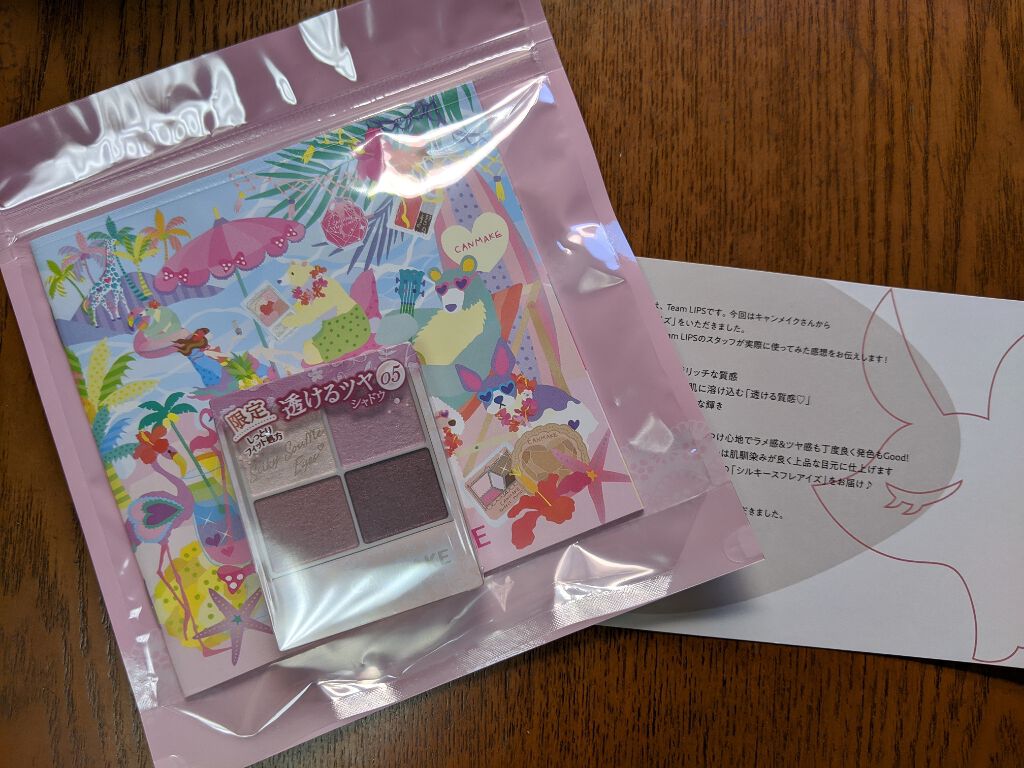 CANMAKE
限定
透けるツヤ
シャドウ
05
しっとり
フィット処方
Silky Souffle
Eyes
CANMAKE
KE
E
、Team LIPSです。今回はキャンメイクさんから
イズ」をいただきました。
am LIPSのスタッフが実際に使ってみた感想をお伝えします!
リッチな質感
肌に溶け込む「透ける質感♡」
な輝き
つけ心地でラメ感&ツヤ感も丁度良く発色もGood!
は肌馴染みが良く上品な目元に仕上げます
の「シルキースフレアイズ」をお届け♪
だきました。